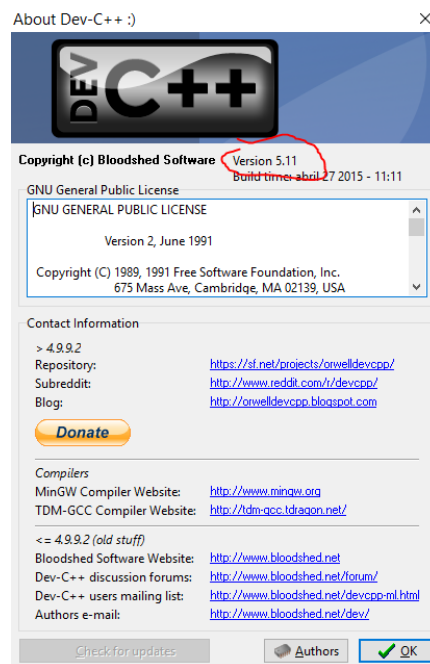 About Dev-C++ :)
DEV C++
Copyright (c) Bloodshed Software Version 5.11
Build time: abril 27 2015 - 11:11
GNU General Public License
GNU GENERAL PUBLIC LICENSE
Version 2, June 1991
Copyright (C) 1989, 1991 Free Software Foundation, Inc.
675 Mass Ave, Cambridge, MA 02139, USA
Contact Information
> 4.9.9.2
Repository: https://sf.net/projects/orwelldevcpp/
Subreddit: http://www.reddit.com/r/devcpp/
Blog: http://orwelldevcpp.blogspot.com
Donate
Compilers
MinGW Compiler Website: http://www.mingw.org
TDM-GCC Compiler Website: http://tdm-gcc.tdragon.net/
<= 4.9.9.2 (old stuff)
Bloodshed Software Website: http://www.bloodshed.net
Dev-C++ discussion forums: http://www.bloodshed.net/forum/
Dev-C++ users mailing list: http://www.bloodshed.net/devcpp-ml.html
Authors e-mail: http://www.bloodshed.net/dev/
Check for updates Authors OK